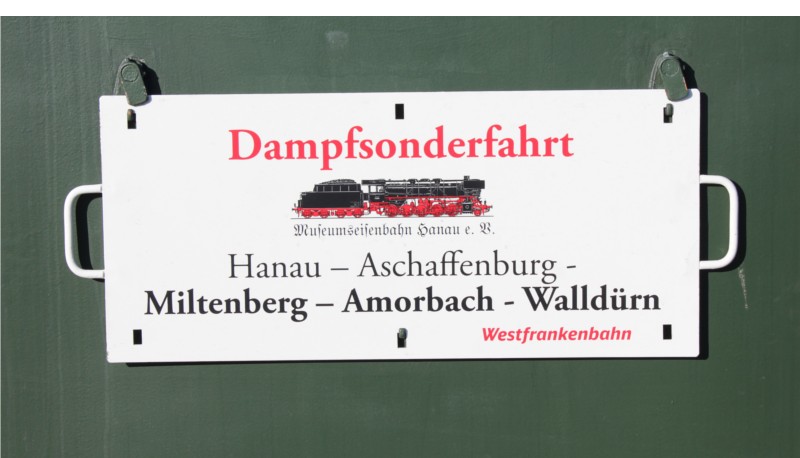 Dampfsonderfahrt
Museumseisenbahn Hanau e. V.
Hanau – Aschaffenburg -
Miltenberg – Amorbach - Walldürn
Westfrankenbahn